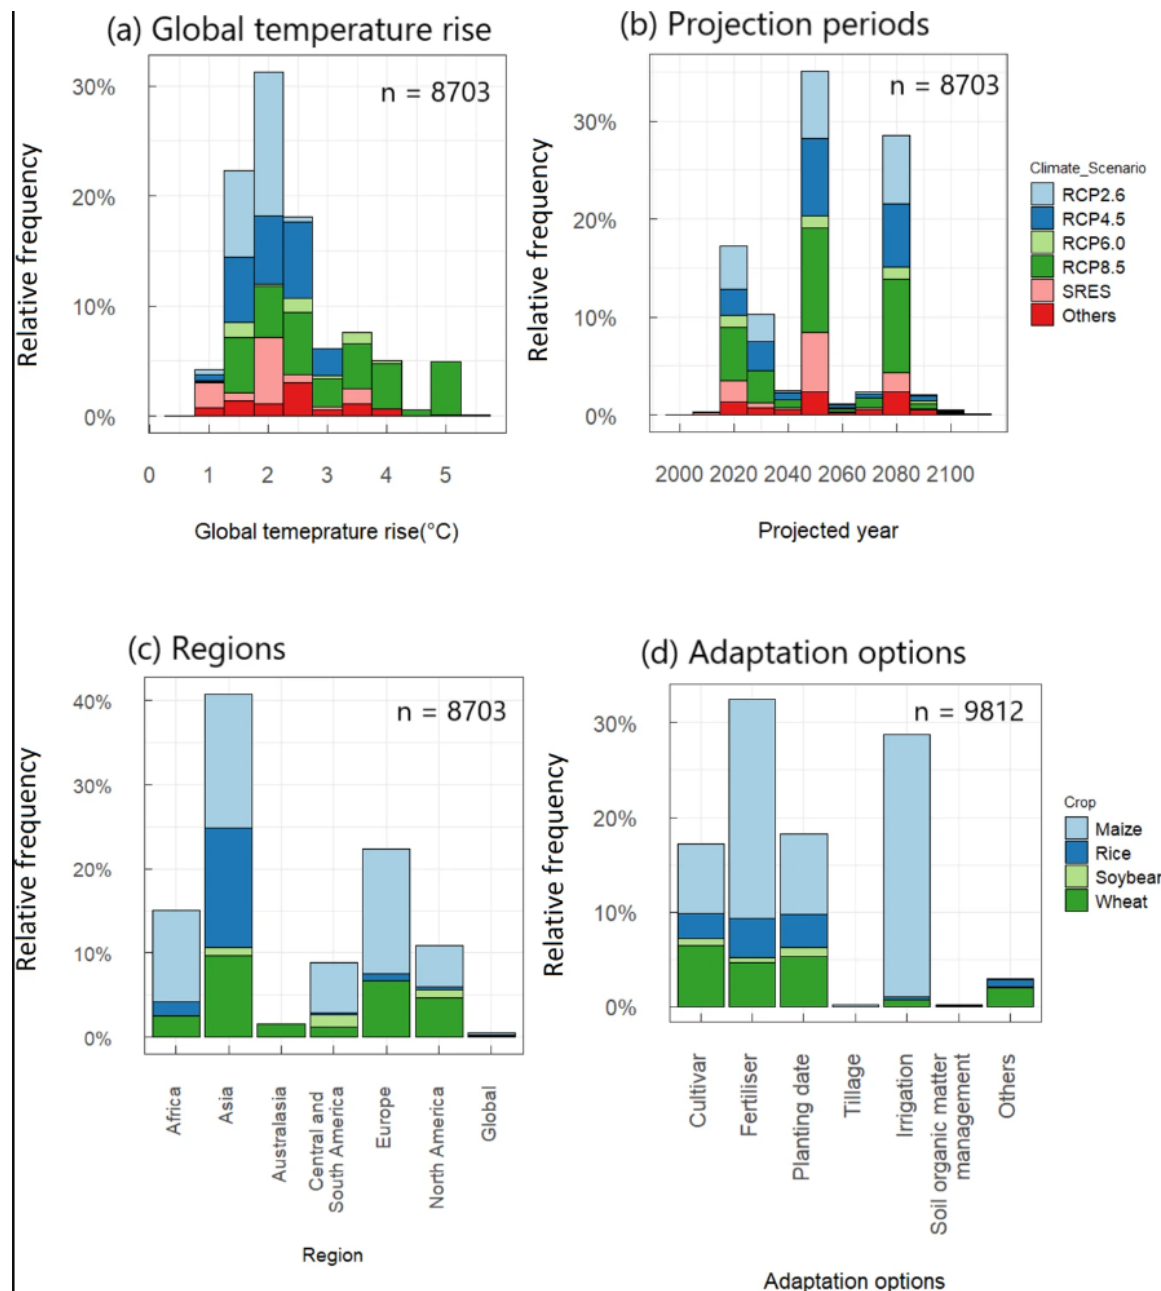 (a) Global temperature rise
n = 8703
30%
20%
10%
0%
Relative frequency
0 1 2 3 4 5
Global temeprature rise(°C)
(b) Projection periods
n = 8703
30%
20%
10%
0%
Relative frequency
2000 2020 2040 2060 2080 2100
Projected year
Climate_Scenario
RCP2.6
RCP4.5
RCP6.0
RCP8.5
SRES
Others
(c) Regions
n = 8703
40%
30%
20%
10%
0%
Relative frequency
Africa
Asia
Australasia
Central and
South America
Europe
North America
Global
Region
(d) Adaptation options
n = 9812
30%
20%
10%
0%
Relative frequency
Cultivar
Fertiliser
Planting date
Tillage
Irrigation
Soil organic matter
management
Others
Adaptation options
Crop
Maize
Rice
Soybean
Wheat